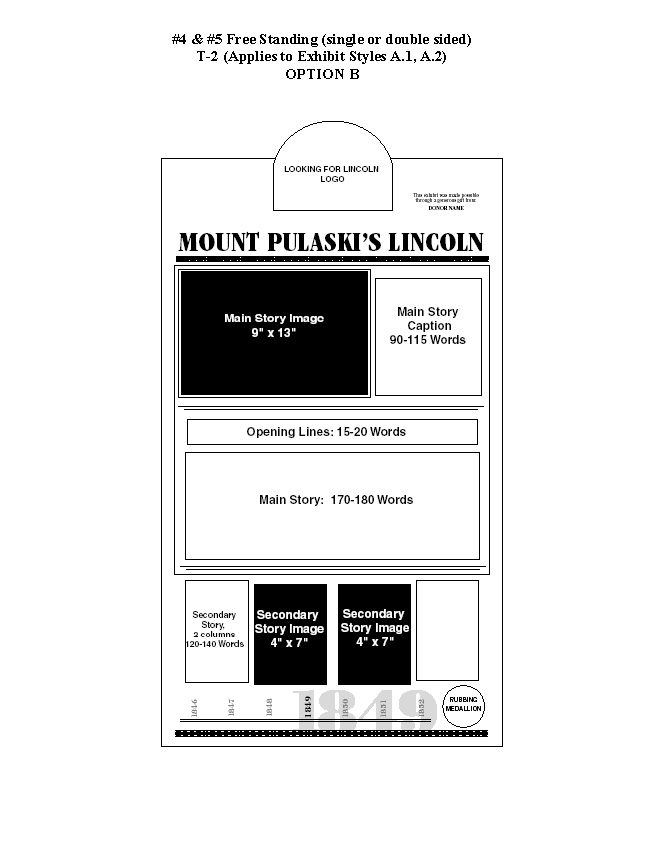 #4 & #5 Free Standing (single or double sided)
T-2 (Applies to Exhibit Styles A.1, A.2)
OPTION B
LOOKING FOR LINCOLN
LOGO
This exhibit was made possible
through a generous gift from:
DONOR NAME
MOUNT PULASKI'S LINCOLN
Main Story Image
9" x 13"
Main Story
Caption
90-115 Words
Opening Lines: 15-20 Words
Main Story: 170-180 Words
Secondary
Story,
2 columns
120-140 Words
Secondary
Story Image
4" x 7"
Secondary
Story Image
4" x 7"
1849
1846
1847
1848
1849
1850
1851
1852
RUBBING
MEDALLION